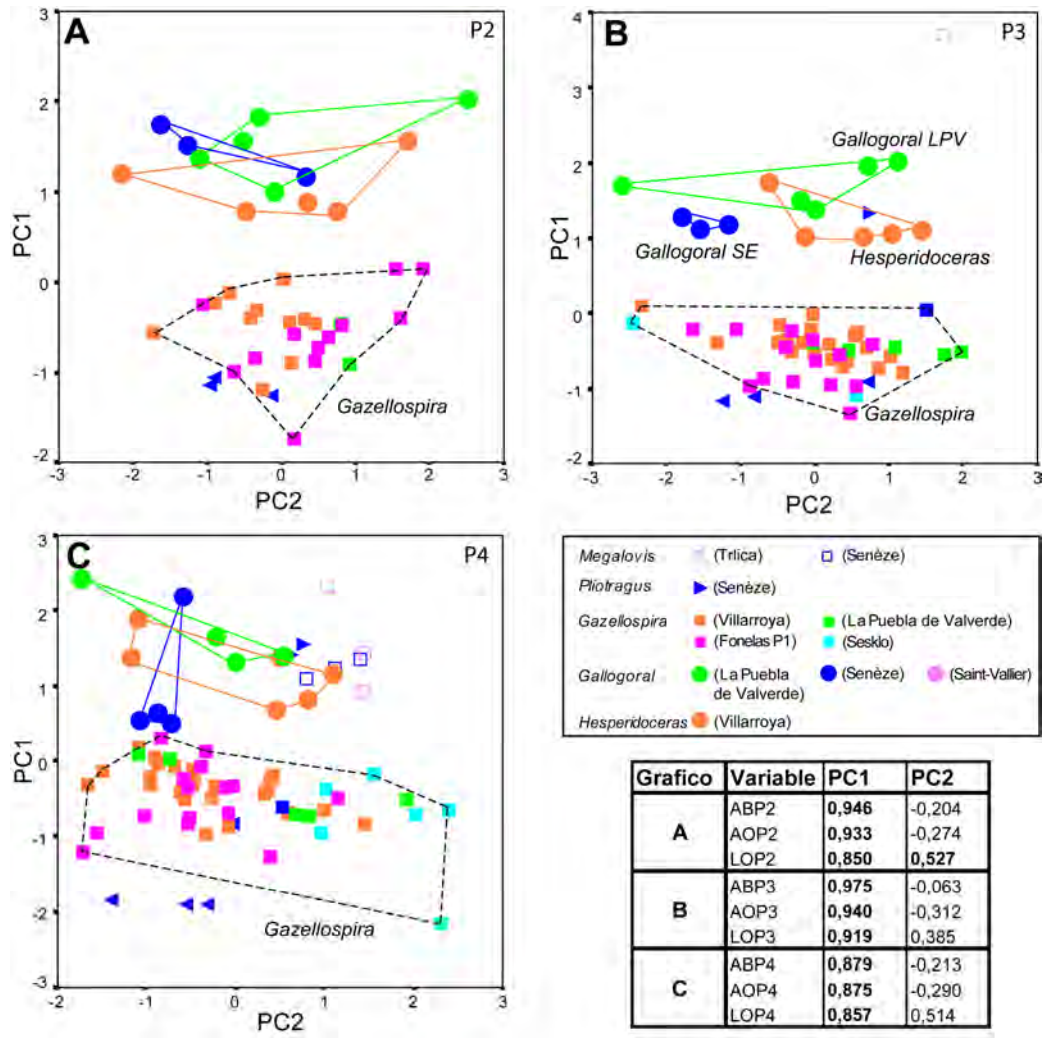 A P2
3
2
1
0
-1
-2
PC1
-3 -2 -1 0 1 2 3
PC2
Gazellospira
B P3
4
3
2
1
0
-1
-2
PC1
-3 -2 -1 0 1 2 3
PC2
Gallogoral LPV
Gallogoral SE
Hesperidoceras
Gazellospira
C P4
3
2
1
0
-1
-2
-3
PC1
-2 -1 0 1 2 3
PC2
Gazellospira
Megalovis (Trlica) (Senèze)
Pliotragus (Senèze)
Gazellospira (Villarroya) (La Puebla de Valverde)
(Fonelas P1) (Sesklo)
Gallogoral (La Puebla de Valverde) (Senèze) (Saint-Vallier)
Hesperidoceras (Villarroya)
Grafico Variable PC1 PC2
A
ABP2 0,946 -0,204
AOP2 0,933 -0,274
LOP2 0,850 0,527
B
ABP3 0,975 -0,063
AOP3 0,940 -0,312
LOP3 0,919 0,385
C
ABP4 0,879 -0,213
AOP4 0,875 -0,290
LOP4 0,857 0,514